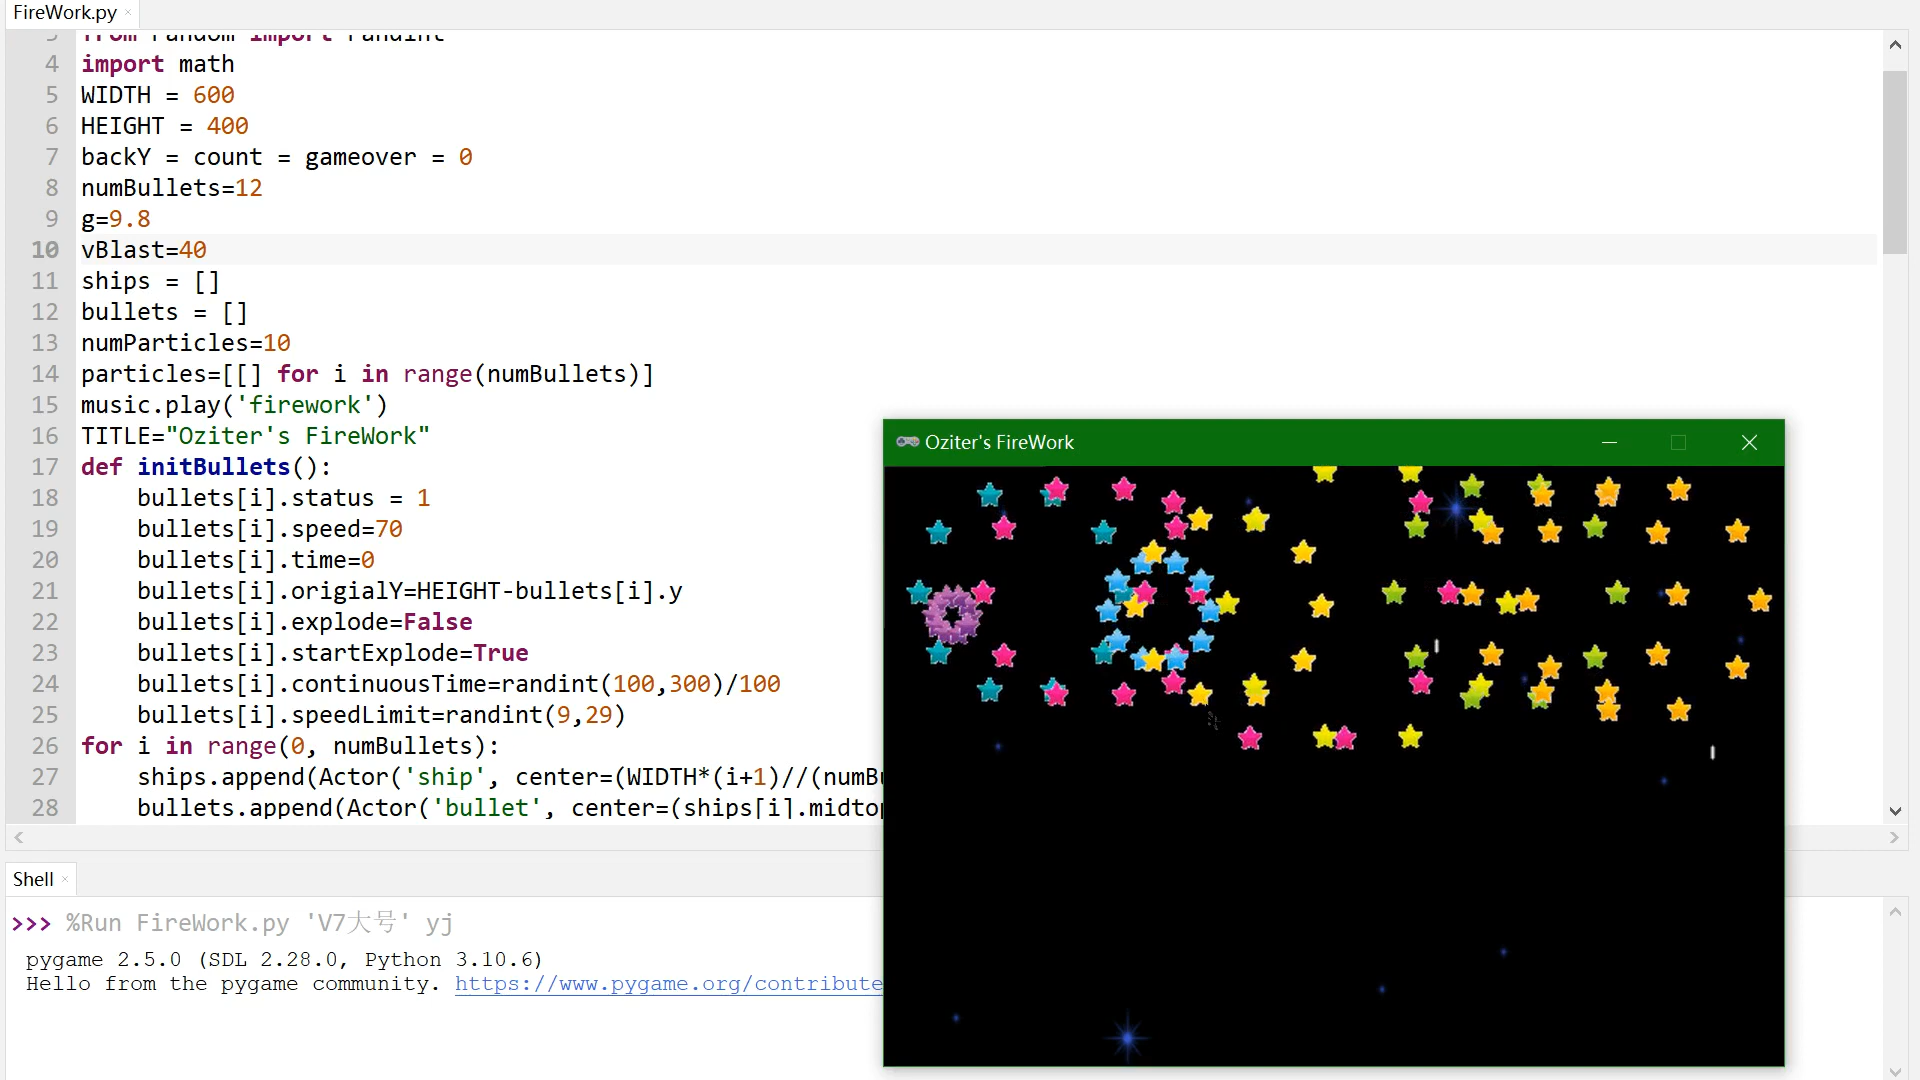 FireWork.py
3 from random import randint
4 import math
5 WIDTH = 600
6 HEIGHT = 400
7 backY = count = gameover = 0
8 numBullets=12
9 g=9.8
10 vBlast=40
11 ships = []
12 bullets = []
13 numParticles=10
14 particles=[[] for i in range(numBullets)]
15 music.play('firework')
16 TITLE="Oziter's FireWork"
17 def initBullets():
18     bullets[i].status = 1
19     bullets[i].speed=70
20     bullets[i].time=0
21     bullets[i].origialY=HEIGHT-bullets[i].y
22     bullets[i].explode=False
23     bullets[i].startExplode=True
24     bullets[i].continuousTime=randint(100,300)/100
25     bullets[i].speedLimit=randint(9,29)
26 for i in range(0, numBullets):
27     ships.append(Actor('ship', center=(WIDTH*(i+1)//(numBu
28     bullets.append(Actor('bullet', center=(ships[i].midtop
Oziter's FireWork
Shell
>>> %Run FireWork.py 'V7大号' yj
pygame 2.5.0 (SDL 2.28.0, Python 3.10.6)
Hello from the pygame community. https://www.pygame.org/contribute